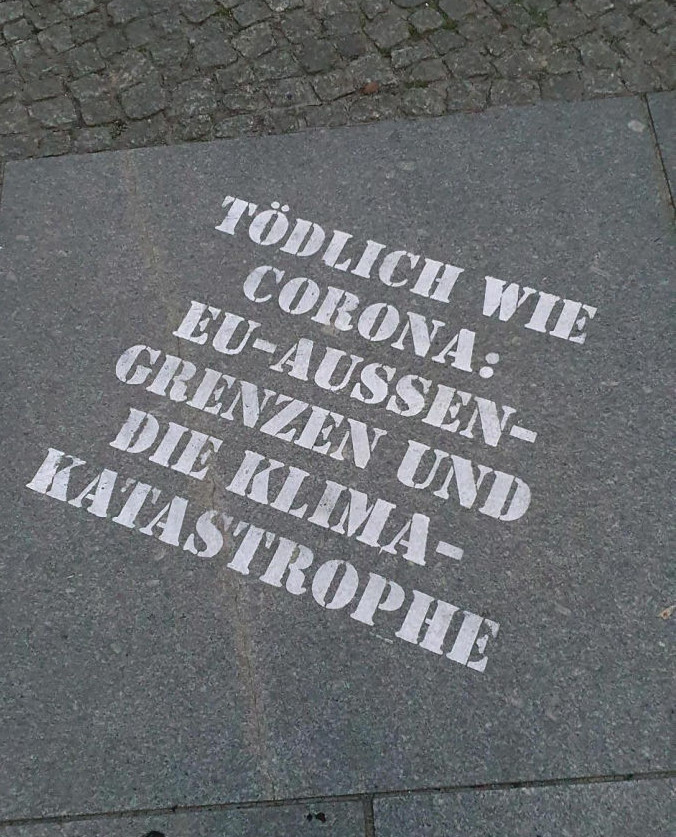 TÖDLICH WIE
CORONA:
EU-AUSSEN-
GRENZEN UND
DIE KLIMA-
KATASTROPHE